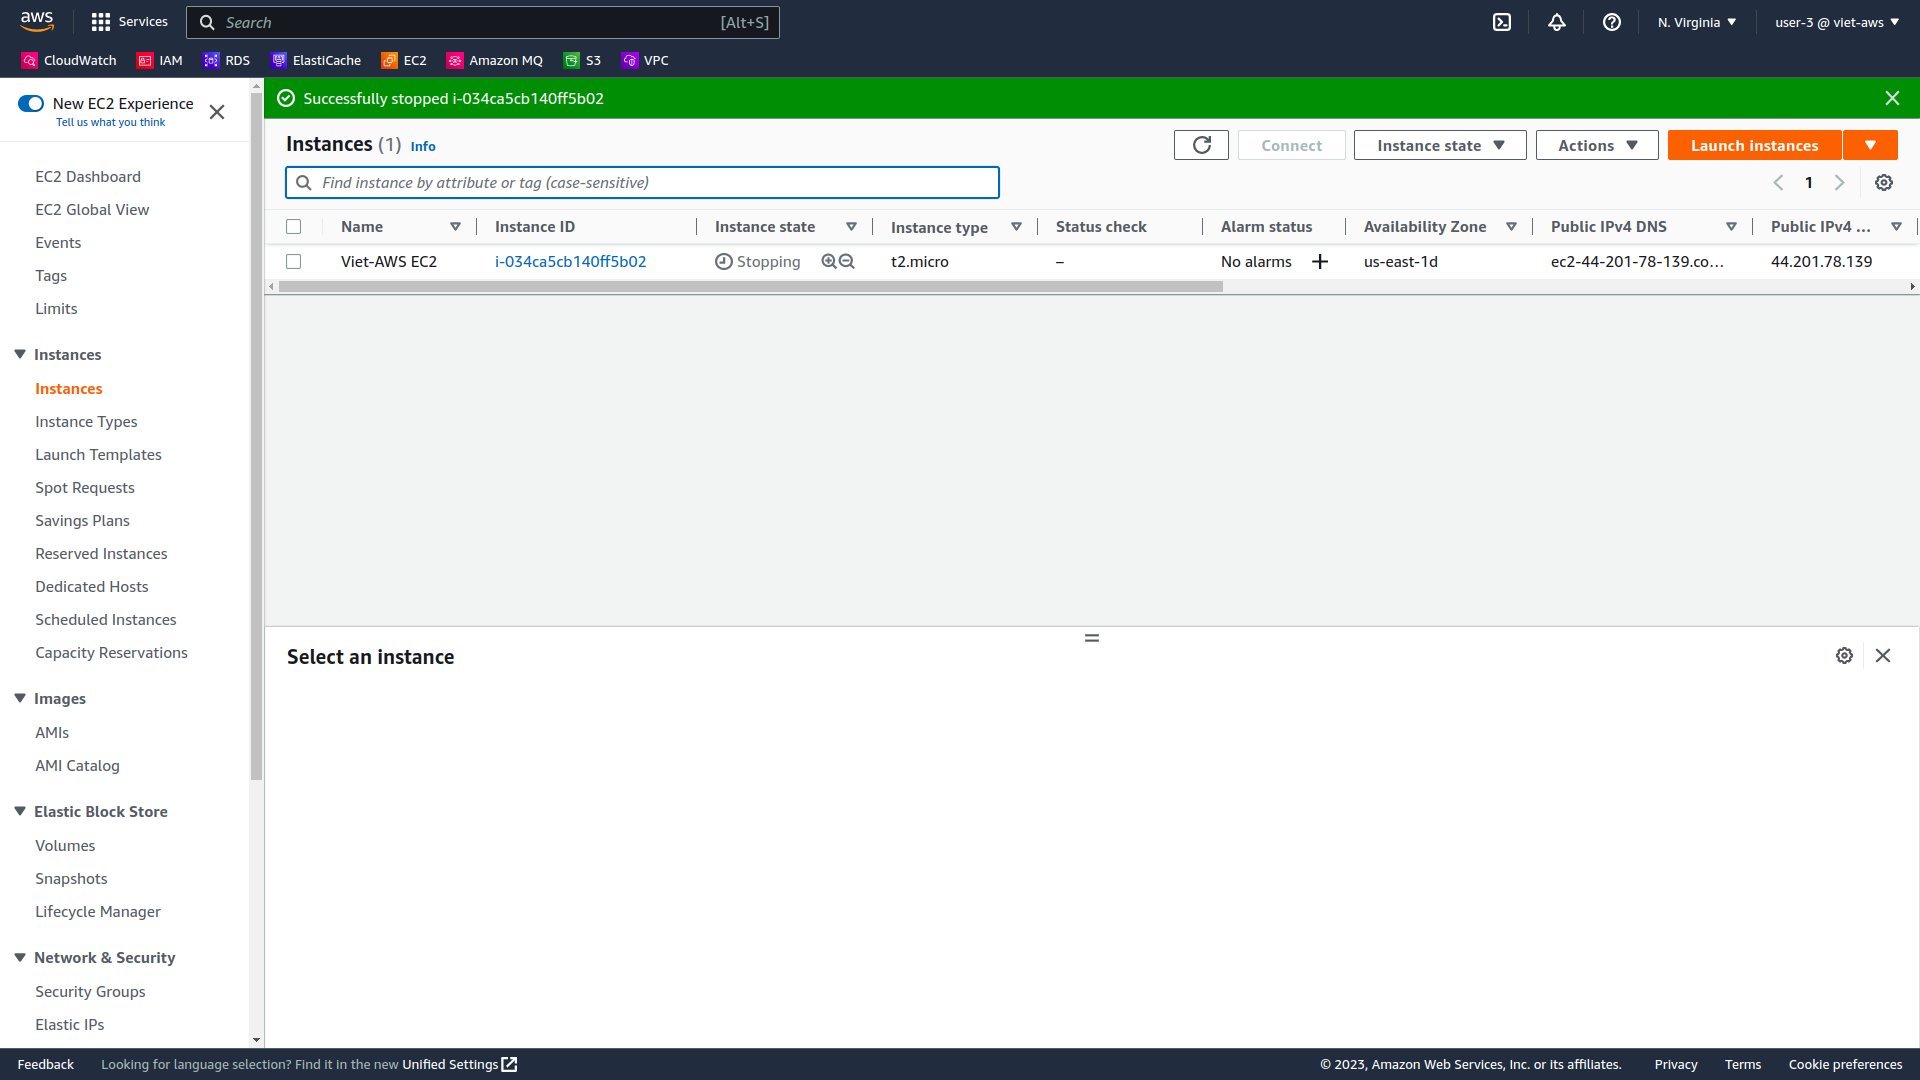 aws
Services
Search
[Alt+S]
N. Virginia
user-3 @ viet-aws
CloudWatch
IAM
RDS
ElastiCache
EC2
Amazon MQ
S3
VPC
New EC2 Experience
Tell us what you think
EC2 Dashboard
EC2 Global View
Events
Tags
Limits
Instances
Instances
Instance Types
Launch Templates
Spot Requests
Savings Plans
Reserved Instances
Dedicated Hosts
Scheduled Instances
Capacity Reservations
Images
AMIs
AMI Catalog
Elastic Block Store
Volumes
Snapshots
Lifecycle Manager
Network & Security
Security Groups
Elastic IPs
Successfully stopped i-034ca5cb140ff5b02
Instances (1) Info
Connect
Instance state
Actions
Launch instances
Find instance by attribute or tag (case-sensitive)
1
Name
Instance ID
Instance state
Instance type
Status check
Alarm status
Availability Zone
Public IPv4 DNS
Public IPv4 ...
Viet-AWS EC2
i-034ca5cb140ff5b02
Stopping
t2.micro
–
No alarms
us-east-1d
ec2-44-201-78-139.co...
44.201.78.139
Select an instance
Feedback
Looking for language selection? Find it in the new Unified Settings
© 2023, Amazon Web Services, Inc. or its affiliates.
Privacy
Terms
Cookie preferences